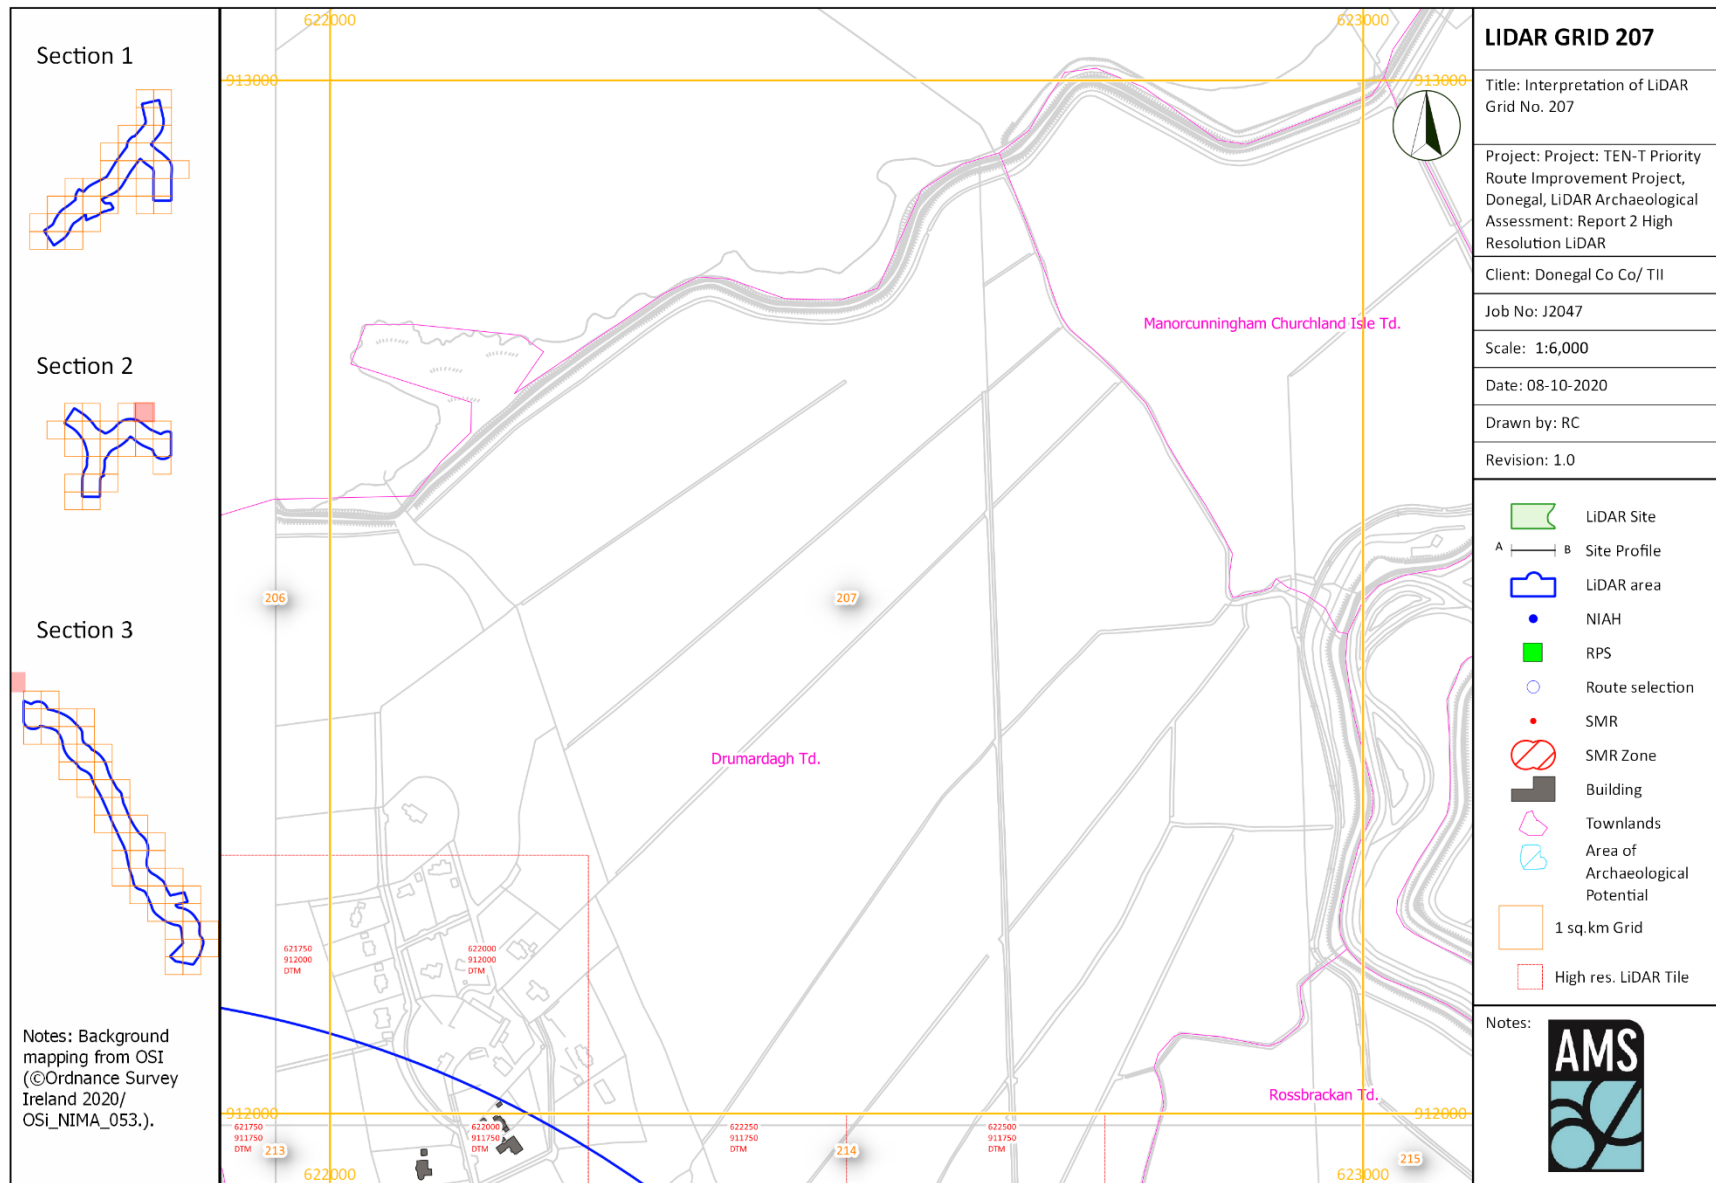 Section 1
Section 2
Section 3
Notes: Background
mapping from OSI
(©Ordnance Survey
Ireland 2020/
OSi_NIMA_053.).
622000
623000
913000
913000
Manorcunningham Churchland Isle Td.
206
207
Drumardagh Td.
621750
912000
DTM
622000
912000
DTM
Rossbrackan Td.
912000
912000
621750
911750
DTM
622000
911750
DTM
622250
911750
DTM
622500
911750
DTM
213
214
215
622000
623000
LIDAR GRID 207
Title: Interpretation of LiDAR
Grid No. 207
Project: Project: TEN-T Priority
Route Improvement Project,
Donegal, LiDAR Archaeological
Assessment: Report 2 High
Resolution LiDAR
Client: Donegal Co Co/ TII
Job No: J2047
Scale: 1:6,000
Date: 08-10-2020
Drawn by: RC
Revision: 1.0
LiDAR Site
A B Site Profile
LiDAR area
NIAH
RPS
Route selection
SMR
SMR Zone
Building
Townlands
Area of
Archaeological
Potential
1 sq.km Grid
High res. LiDAR Tile
Notes:
AMS